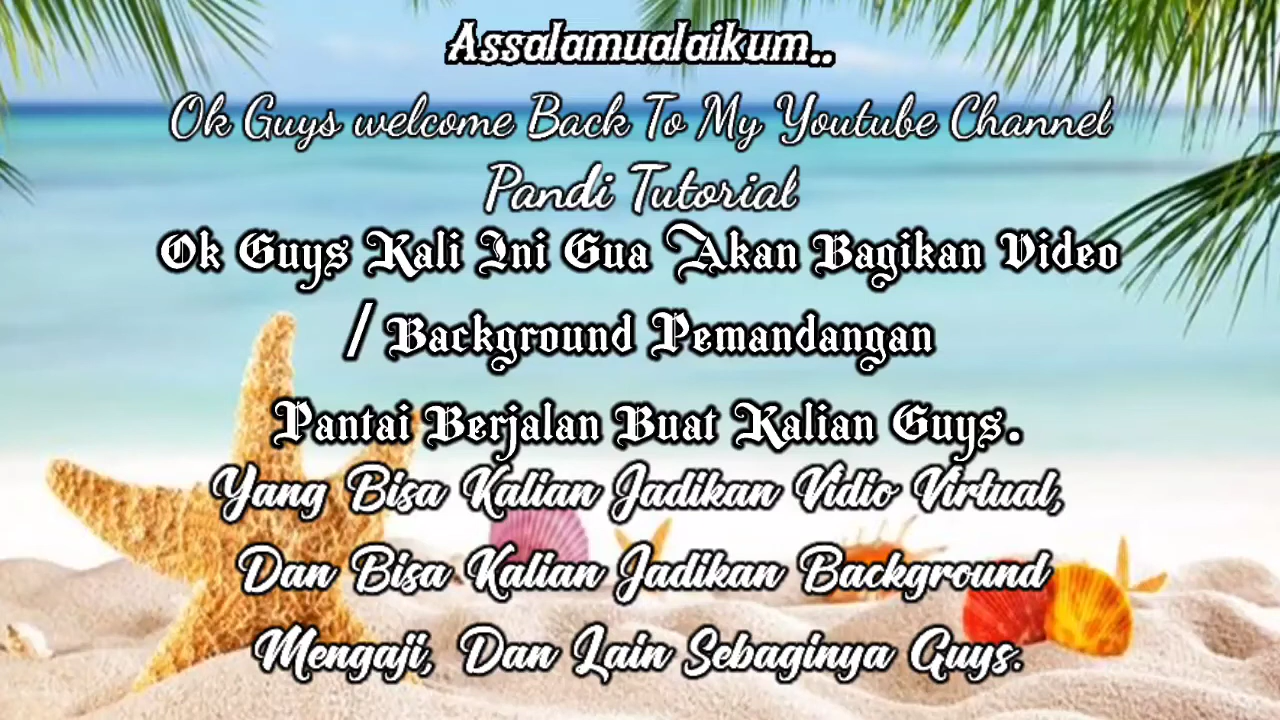 Assalamualaikum..
Ok Guys welcome Back To My Youtube Channel
Pandi Tutorial
Ok Guys Kali Ini Gua Akan Bagikan Video
/ Background Pemandangan
Pantai Berjalan Buat Kalian Guys.
Yang Bisa Kalian Jadikan Vidio Virtual,
Dan Bisa Kalian Jadikan Background
Mengaji, Dan Lain Sebaginya Guys.